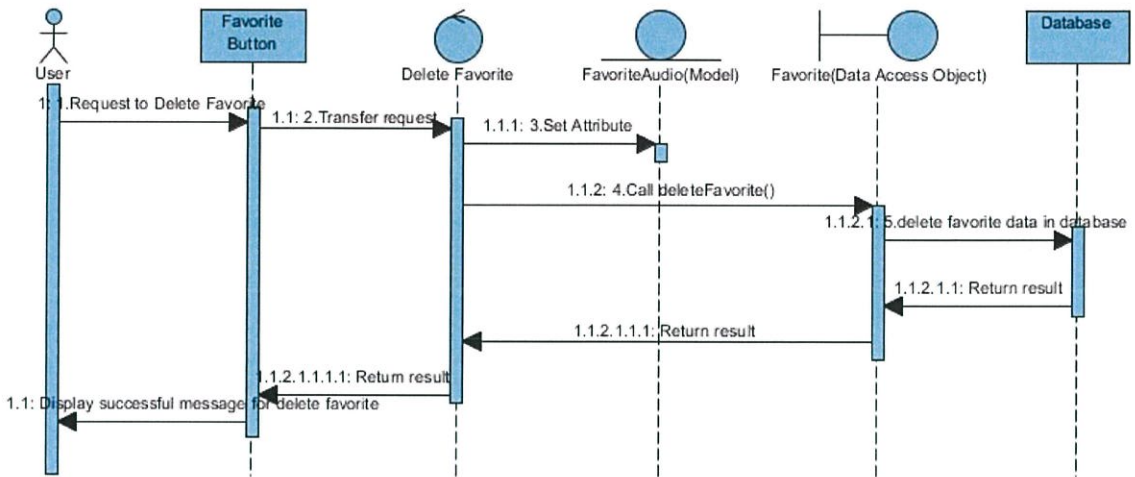 Favorite
Button
Database
User
Delete Favorite
FavoriteAudio(Model)
Favorite(Data Access Object)
1: 1.Request to Delete Favorite
1.1: 2.Transfer request
1.1.1: 3.Set Attribute
1.1.2: 4.Call deleteFavorite()
1.1.2.1: 5.delete favorite data in database
1.1.2.1.1: Return result
1.1.2.1.1.1: Return result
1.1.2.1.1.1.1: Return result
1.1: Display successful message for delete favorite